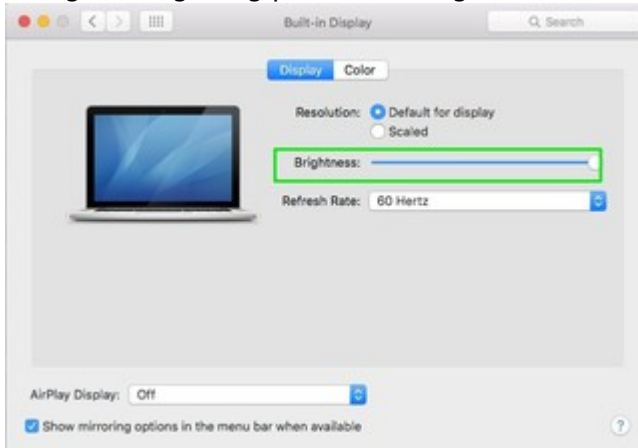 Built-in Display
Search
Display Color
Resolution: Default for display
Scaled
Brightness:
Refresh Rate: 60 Hertz
AirPlay Display: Off
Show mirroring options in the menu bar when available
?